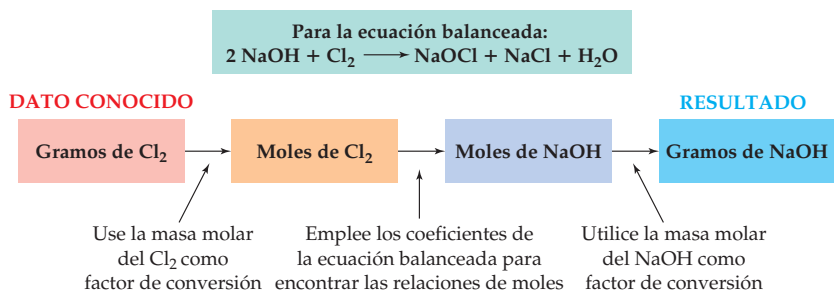 Para la ecuación balanceada:
2 NaOH + Cl₂ ⟶ NaOCl + NaCl + H₂O
DATO CONOCIDO
RESULTADO
Gramos de Cl₂
Moles de Cl₂
Moles de NaOH
Gramos de NaOH
Use la masa molar
del Cl₂ como
factor de conversión
Emplee los coeficientes de
la ecuación balanceada para
encontrar las relaciones de moles
Utilice la masa molar
del NaOH como
factor de conversión